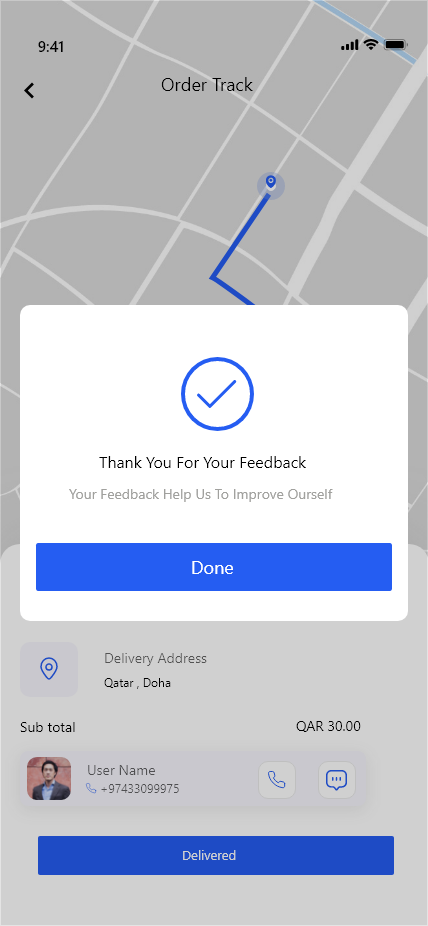 9:41
Order Track
Thank You For Your Feedback
Your Feedback Help Us To Improve Ourself
Done
Delivery Address
Qatar , Doha
Sub total QAR 30.00
User Name
+97433099975
Delivered